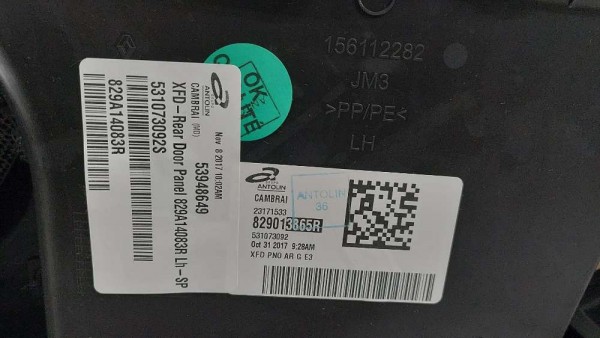 156112282
JM3
>PP/PE<
LH
OK
ANTOLIN
CAMBRAI (MD)
Nov 8 2017 10:02AM
53948649
XFD-Rear Door Panel 829A14083R Lh-SP
531073092S
829A14083R
ANTOLIN
CAMBRAI
ANTOLIN
36
23171533
829013865R
531073092
Oct 31 2017 9:28AM
XFD PNO AR G E3